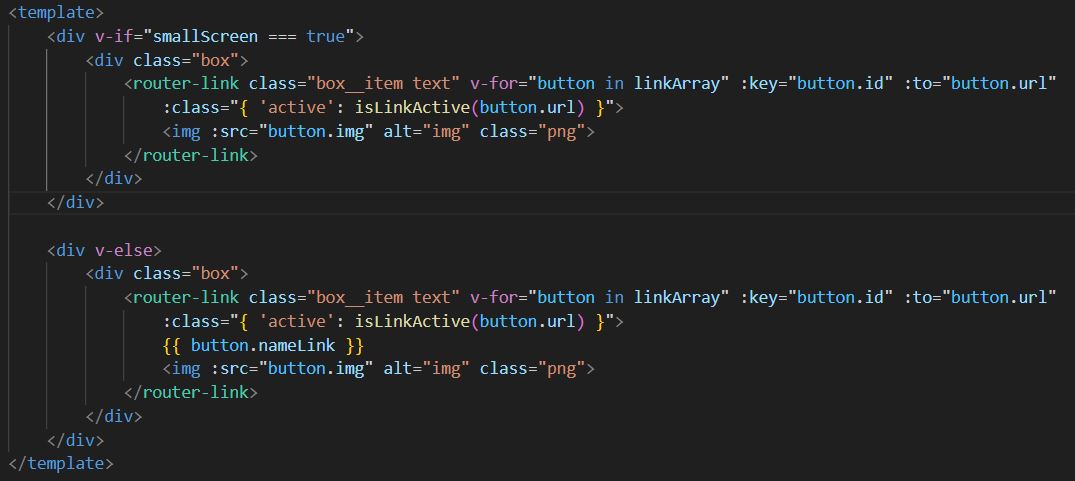 <template>
    <div v-if="smallScreen === true">
        <div class="box">
            <router-link class="box__item text" v-for="button in linkArray" :key="button.id" :to="button.url"
                :class="{ 'active': isLinkActive(button.url) }">
                <img :src="button.img" alt="img" class="png">
            </router-link>
        </div>
    </div>

    <div v-else>
        <div class="box">
            <router-link class="box__item text" v-for="button in linkArray" :key="button.id" :to="button.url"
                :class="{ 'active': isLinkActive(button.url) }">
                {{ button.nameLink }}
                <img :src="button.img" alt="img" class="png">
            </router-link>
        </div>
    </div>
</template>